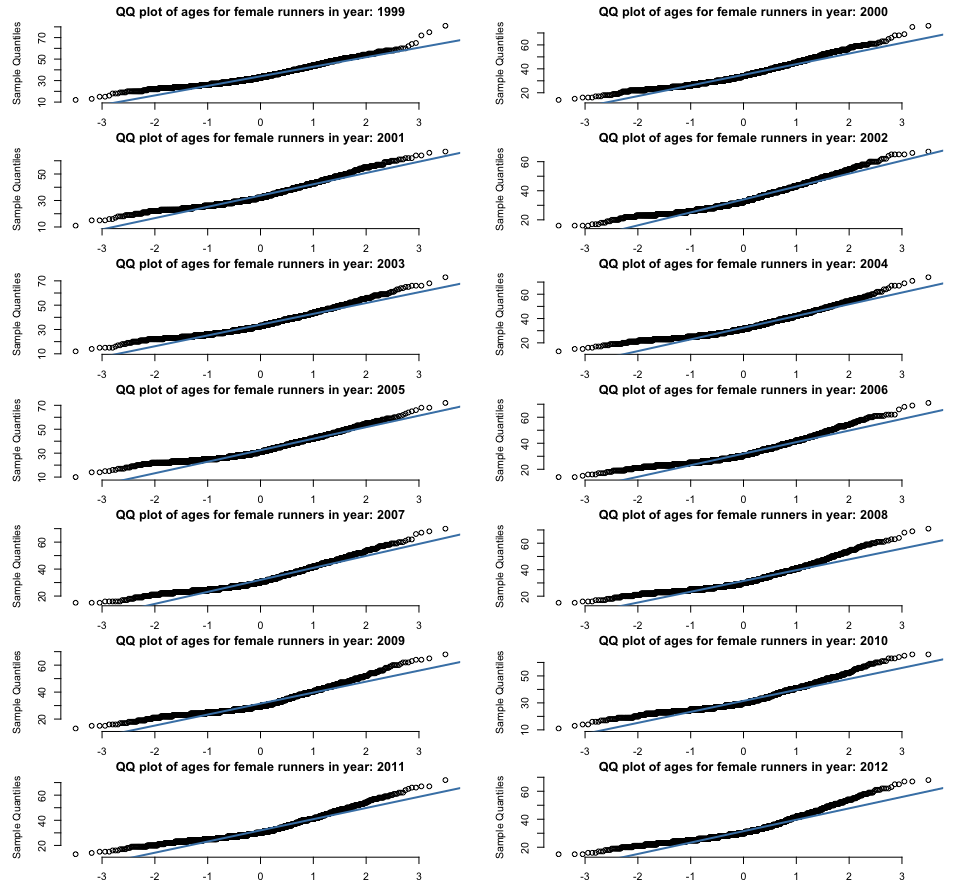 QQ plot of ages for female runners in year: 1999
Sample Quantiles
10 30 50 70
-3 -2 -1 0 1 2 3
QQ plot of ages for female runners in year: 2000
Sample Quantiles
20 40 60
-3 -2 -1 0 1 2 3
QQ plot of ages for female runners in year: 2001
Sample Quantiles
10 30 50
-3 -2 -1 0 1 2 3
QQ plot of ages for female runners in year: 2002
Sample Quantiles
20 40 60
-3 -2 -1 0 1 2 3
QQ plot of ages for female runners in year: 2003
Sample Quantiles
10 30 50 70
-3 -2 -1 0 1 2 3
QQ plot of ages for female runners in year: 2004
Sample Quantiles
20 40 60
-3 -2 -1 0 1 2 3
QQ plot of ages for female runners in year: 2005
Sample Quantiles
10 30 50 70
-3 -2 -1 0 1 2 3
QQ plot of ages for female runners in year: 2006
Sample Quantiles
20 40 60
-3 -2 -1 0 1 2 3
QQ plot of ages for female runners in year: 2007
Sample Quantiles
20 40 60
-3 -2 -1 0 1 2 3
QQ plot of ages for female runners in year: 2008
Sample Quantiles
20 40 60
-3 -2 -1 0 1 2 3
QQ plot of ages for female runners in year: 2009
Sample Quantiles
20 40 60
-3 -2 -1 0 1 2 3
QQ plot of ages for female runners in year: 2010
Sample Quantiles
10 30 50
-3 -2 -1 0 1 2 3
QQ plot of ages for female runners in year: 2011
Sample Quantiles
20 40 60
-3 -2 -1 0 1 2 3
QQ plot of ages for female runners in year: 2012
Sample Quantiles
20 40 60
-3 -2 -1 0 1 2 3